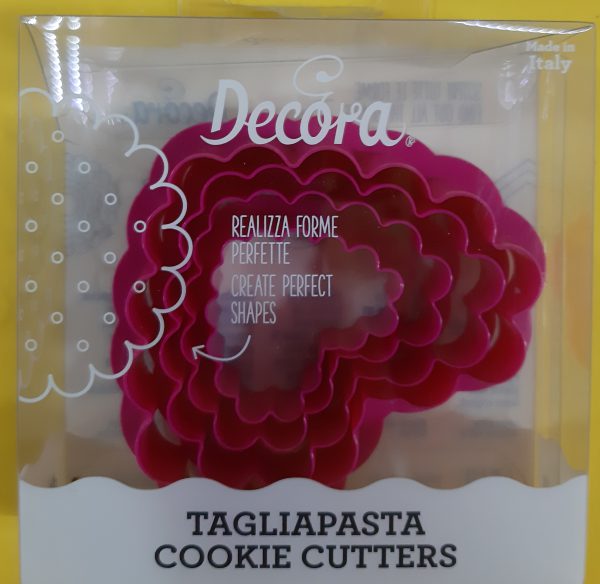 Made in
Italy
Decora
REALIZZA FORME
PERFETTE
CREATE PERFECT
SHAPES
TAGLIAPASTA
COOKIE CUTTERS